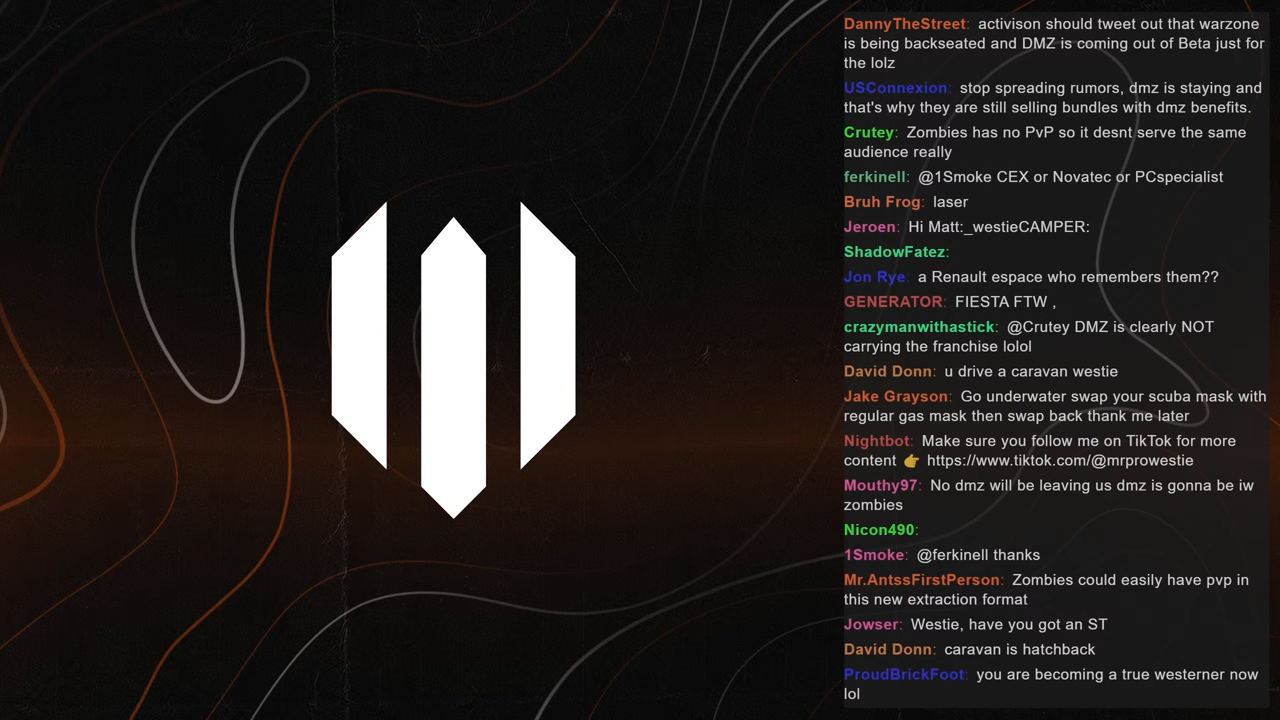 DannyTheStreet: activison should tweet out that warzone
is being backseated and DMZ is coming out of Beta just for
the lolz
USConnexion: stop spreading rumors, dmz is staying and
that's why they are still selling bundles with dmz benefits.
Crutey: Zombies has no PvP so it desnt serve the same
audience really
ferkinell: @1Smoke CEX or Novatec or PCspecialist
Bruh Frog: laser
Jeroen: Hi Matt:_westieCAMPER:
ShadowFatez:
Jon Rye: a Renault espace who remembers them??
GENERATOR: FIESTA FTW ,
crazymanwithastick: @Crutey DMZ is clearly NOT
carrying the franchise lolol
David Donn: u drive a caravan westie
Jake Grayson: Go underwater swap your scuba mask with
regular gas mask then swap back thank me later
Nightbot: Make sure you follow me on TikTok for more
content 👉 https://www.tiktok.com/@mrprowestie
Mouthy97: No dmz will be leaving us dmz is gonna be iw
zombies
Nicon490:
1Smoke: @ferkinell thanks
Mr.AntssFirstPerson: Zombies could easily have pvp in
this new extraction format
Jowser: Westie, have you got an ST
David Donn: caravan is hatchback
ProudBrickFoot: you are becoming a true westerner now
lol